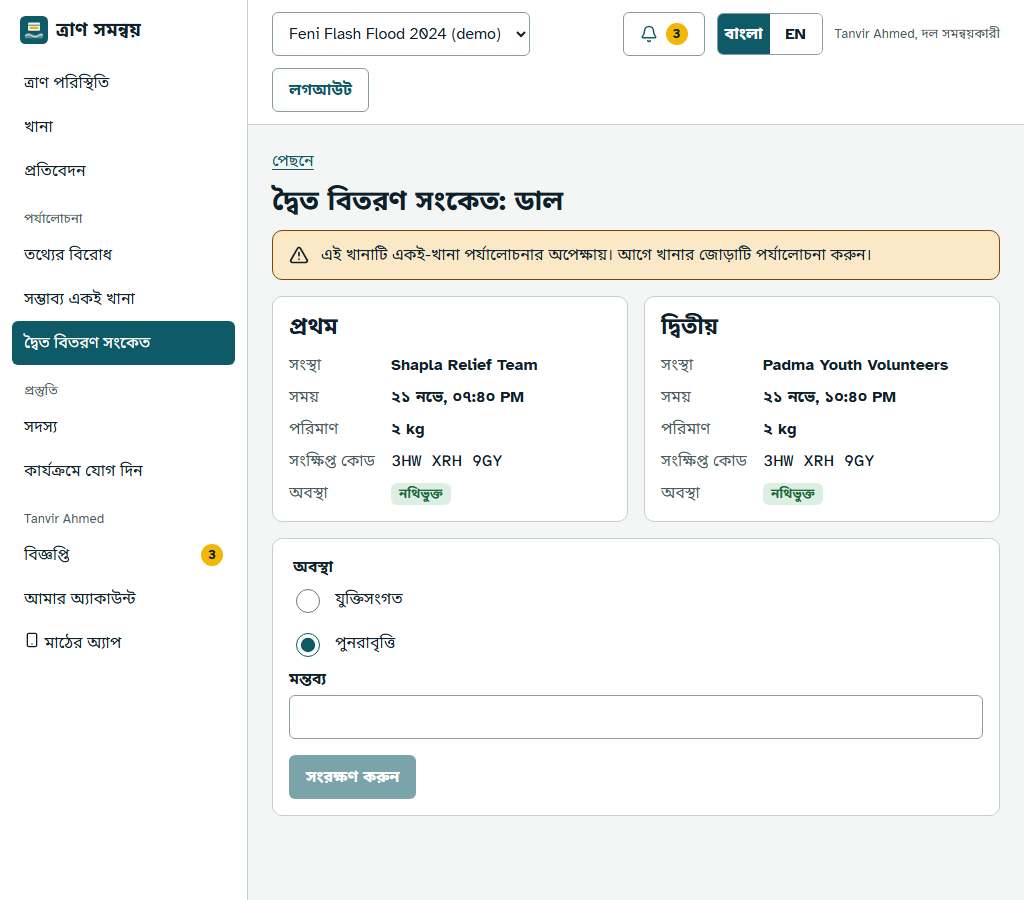 ত্রাণ সমন্বয়
ত্রাণ পরিস্থিতি
খানা
প্রতিবেদন
পর্যালোচনা
তথ্যের বিরোধ
সম্ভাব্য একই খানা
দ্বৈত বিতরণ সংকেত
প্রস্তুতি
সদস্য
কার্যক্রমে যোগ দিন
Tanvir Ahmed
বিজ্ঞপ্তি 3
আমার অ্যাকাউন্ট
মাঠের অ্যাপ
Feni Flash Flood 2024 (demo) 3 বাংলা EN Tanvir Ahmed, দল সমন্বয়কারী
লগআউট
পেছনে
দ্বৈত বিতরণ সংকেত: ডাল
এই খানাটি একই-খানা পর্যালোচনার অপেক্ষায়। আগে খানার জোড়াটি পর্যালোচনা করুন।
প্রথম
সংস্থা Shapla Relief Team
সময় ২১ নভে, ০৭:৪০ PM
পরিমাণ ২ kg
সংক্ষিপ্ত কোড 3HW XRH 9GY
অবস্থা নথিভুক্ত
দ্বিতীয়
সংস্থা Padma Youth Volunteers
সময় ২১ নভে, ১০:৪০ PM
পরিমাণ ২ kg
সংক্ষিপ্ত কোড 3HW XRH 9GY
অবস্থা নথিভুক্ত
অবস্থা
যুক্তিসংগত
পুনরাবৃত্তি
মন্তব্য
সংরক্ষণ করুন